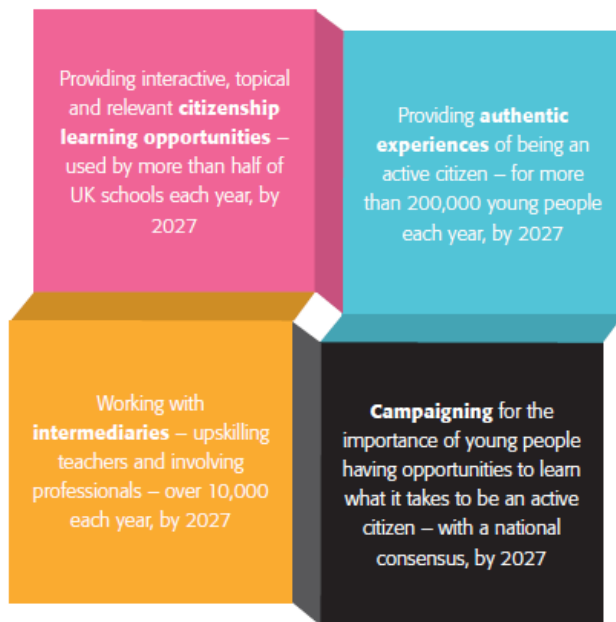 Providing interactive, topical
and relevant citizenship
learning opportunities –
used by more than half of
UK schools each year, by
2027
Providing authentic
experiences of being an
active citizen – for more
than 200,000 young people
each year, by 2027
Working with
intermediaries – upskilling
teachers and involving
professionals – over 10,000
each year, by 2027
Campaigning for the
importance of young people
having opportunities to learn
what it takes to be an active
citizen – with a national
consensus, by 2027